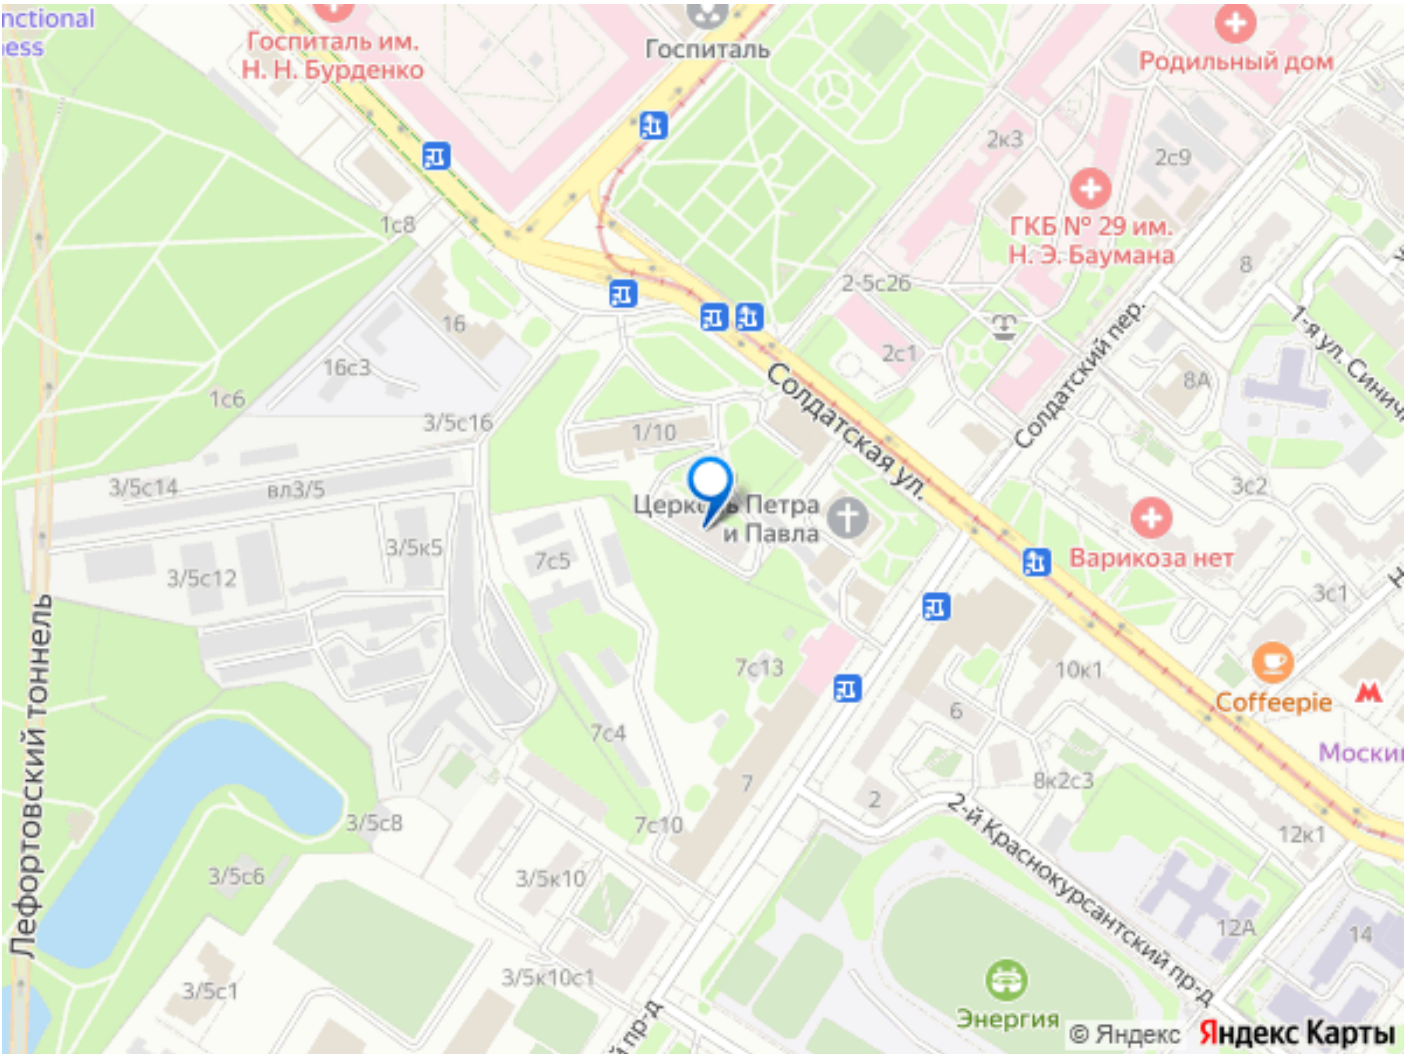 nctional
ess
Госпиталь им.
Н. Н. Бурденко
Госпиталь
Родильный дом
2к3
2с9
ГКБ № 29 им.
Н. Э. Баумана
1с8
8
2-5с26
16
2с1
1-я ул. Синич
16с3
8А
Солдатский пер.
1с6
Солдатская ул.
3/5с16
1/10
3/5с14
вл3/5
3с2
Церковь Петра
и Павла
3/5к5
7с5
Варикоза нет
3/5с12
3с1
Лефортовский тоннель
7с13
10к1
Coffeepie
6
7с4
Моски
7
8к2с3
2
3/5с8
7с10
12к1
2-й Краснокурсантский пр-д
3/5с6
3/5к10
12А
14
3/5с1
3/5к10с1
й пр-д
Энергия
© Яндекс Яндекс Карты